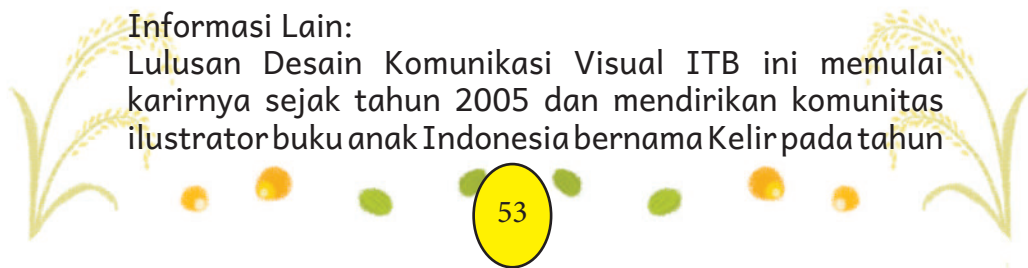 Informasi Lain:
Lulusan Desain Komunikasi Visual ITB ini memulai
karirnya sejak tahun 2005 dan mendirikan komunitas
ilustrator buku anak Indonesia bernama Kelir pada tahun
53